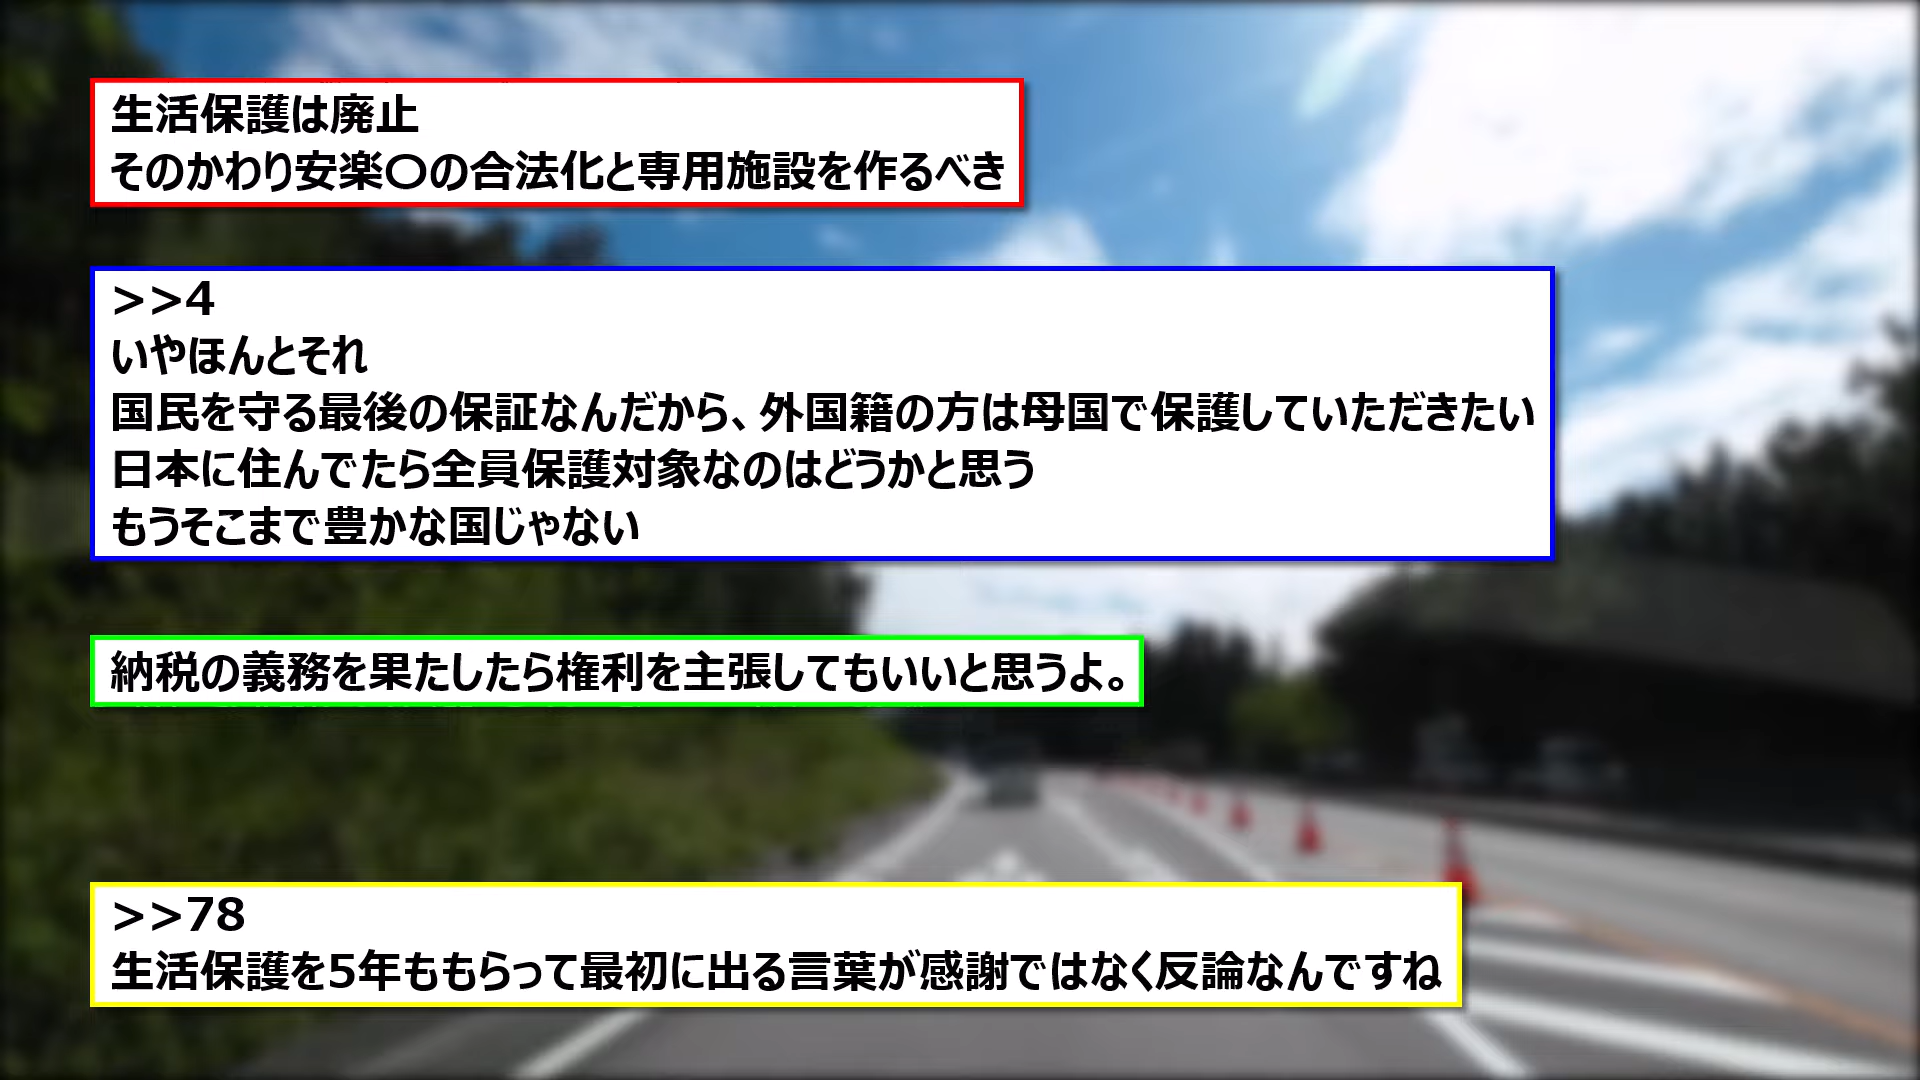 生活保護は廃止
そのかわり安楽〇の合法化と専用施設を作るべき
>>4
いやほんとそれ
国民を守る最後の保証なんだから、外国籍の方は母国で保護していただきたい
日本に住んでたら全員保護対象なのはどうかと思う
もうそこまで豊かな国じゃない
納税の義務を果たしたら権利を主張してもいいと思うよ。
>>78
生活保護を5年ももらって最初に出る言葉が感謝ではなく反論なんですね